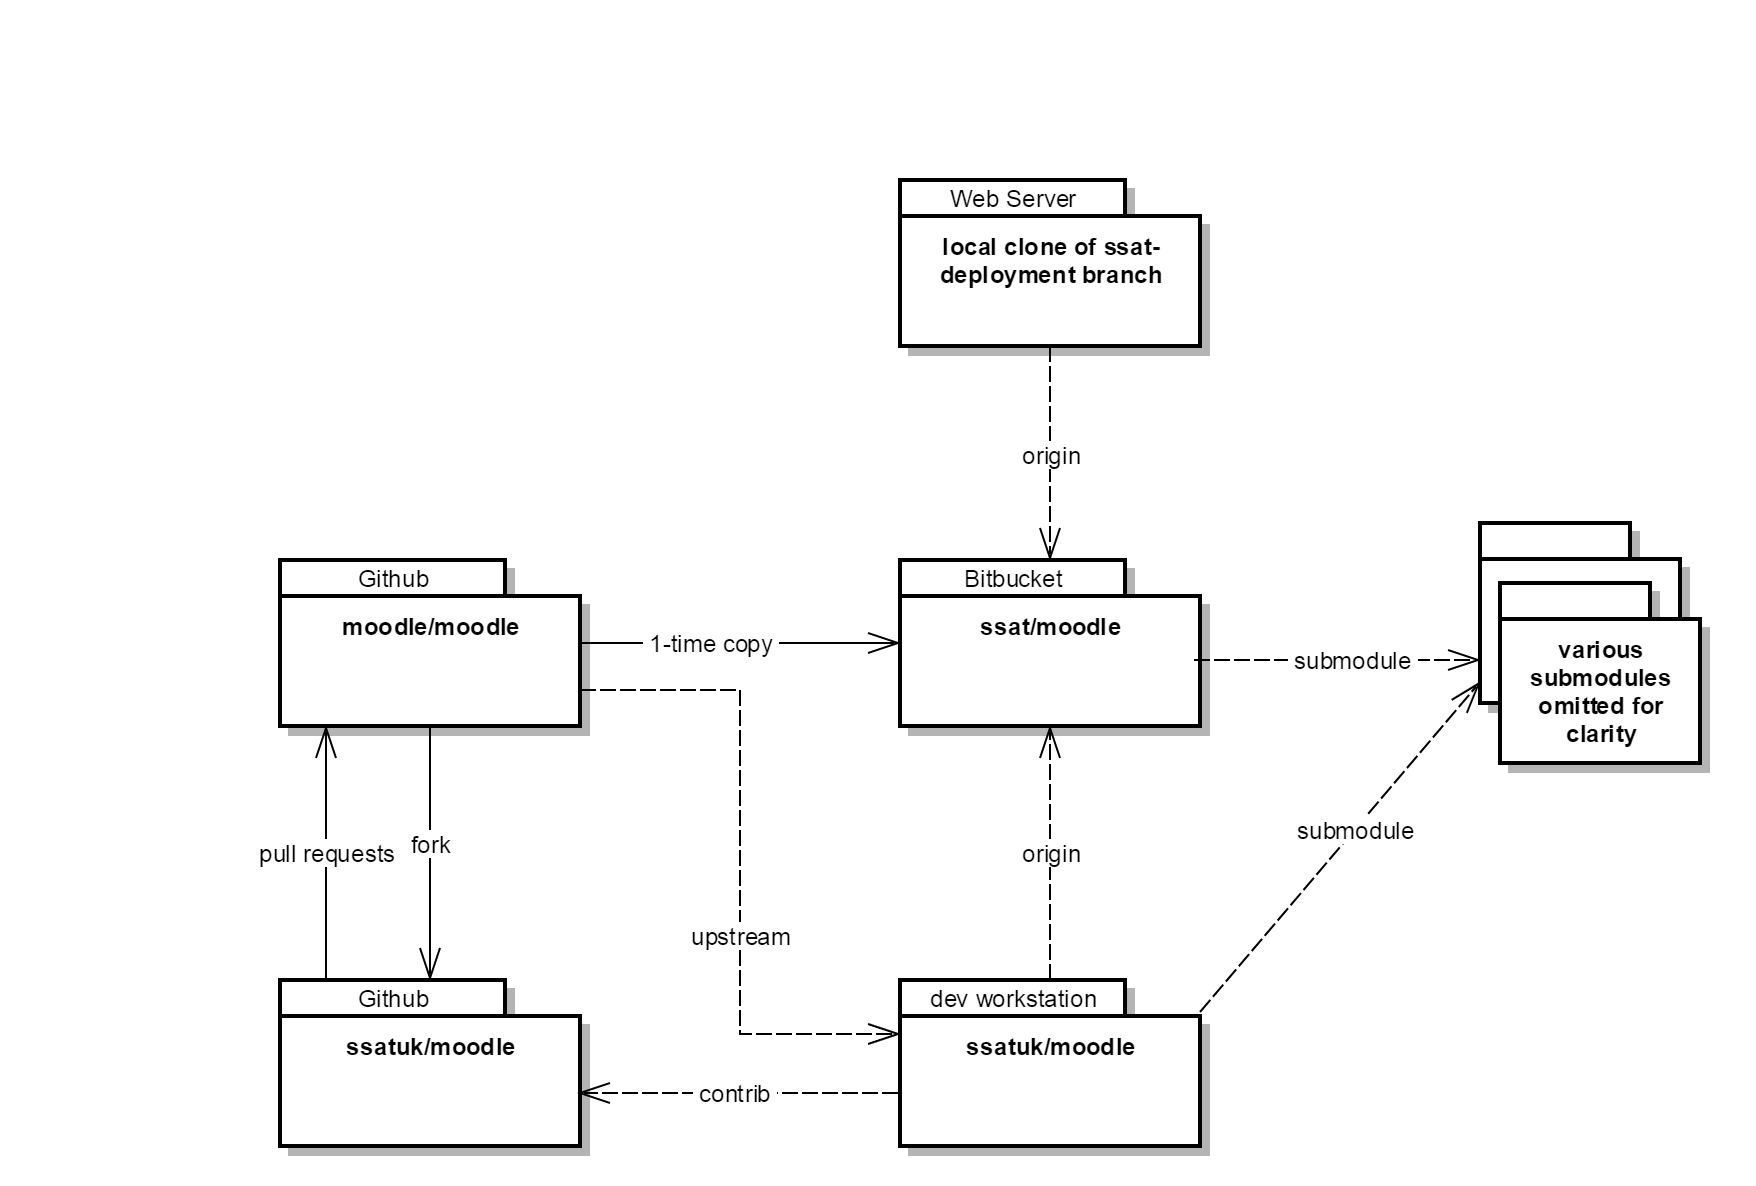 Web Server
local clone of ssat-
deployment branch
origin
Github
moodle/moodle
1-time copy
Bitbucket
ssat/moodle
submodule
various
submodules
omitted for
clarity
pull requests
fork
upstream
origin
submodule
Github
ssatuk/moodle
contrib
dev workstation
ssatuk/moodle